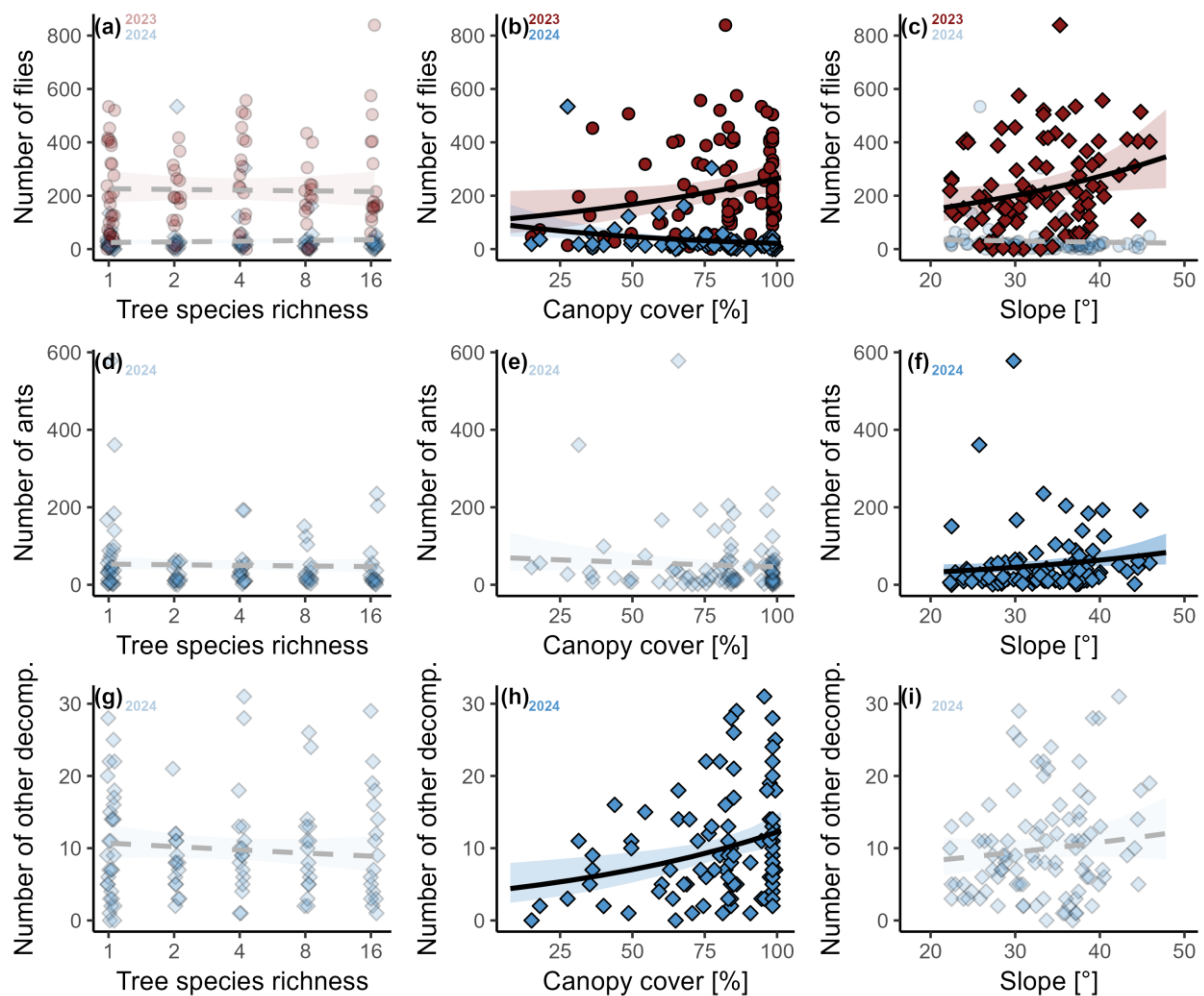 (a) 2023
2024
Number of flies
800
600
400
200
0
1 2 4 8 16
Tree species richness
(b) 2023
2024
Number of flies
800
600
400
200
0
25 50 75 100
Canopy cover [%]
(c) 2023
2024
Number of flies
800
600
400
200
0
20 30 40 50
Slope [°]
(d) 2024
Number of ants
600
400
200
0
1 2 4 8 16
Tree species richness
(e) 2024
Number of ants
600
400
200
0
25 50 75 100
Canopy cover [%]
(f) 2024
Number of ants
600
400
200
0
20 30 40 50
Slope [°]
(g) 2024
Number of other decomp.
30
20
10
0
1 2 4 8 16
Tree species richness
(h) 2024
Number of other decomp.
30
20
10
0
25 50 75 100
Canopy cover [%]
(i) 2024
Number of other decomp.
30
20
10
0
20 30 40 50
Slope [°]